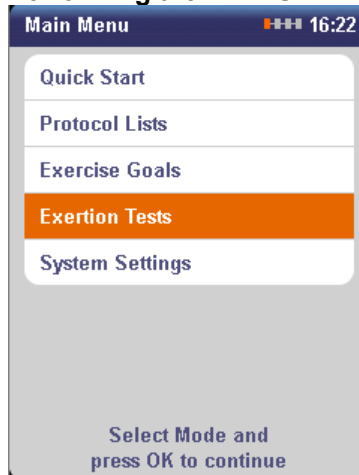 Main Menu 16:22
Quick Start
Protocol Lists
Exercise Goals
Exertion Tests
System Settings
Select Mode and
press OK to continue